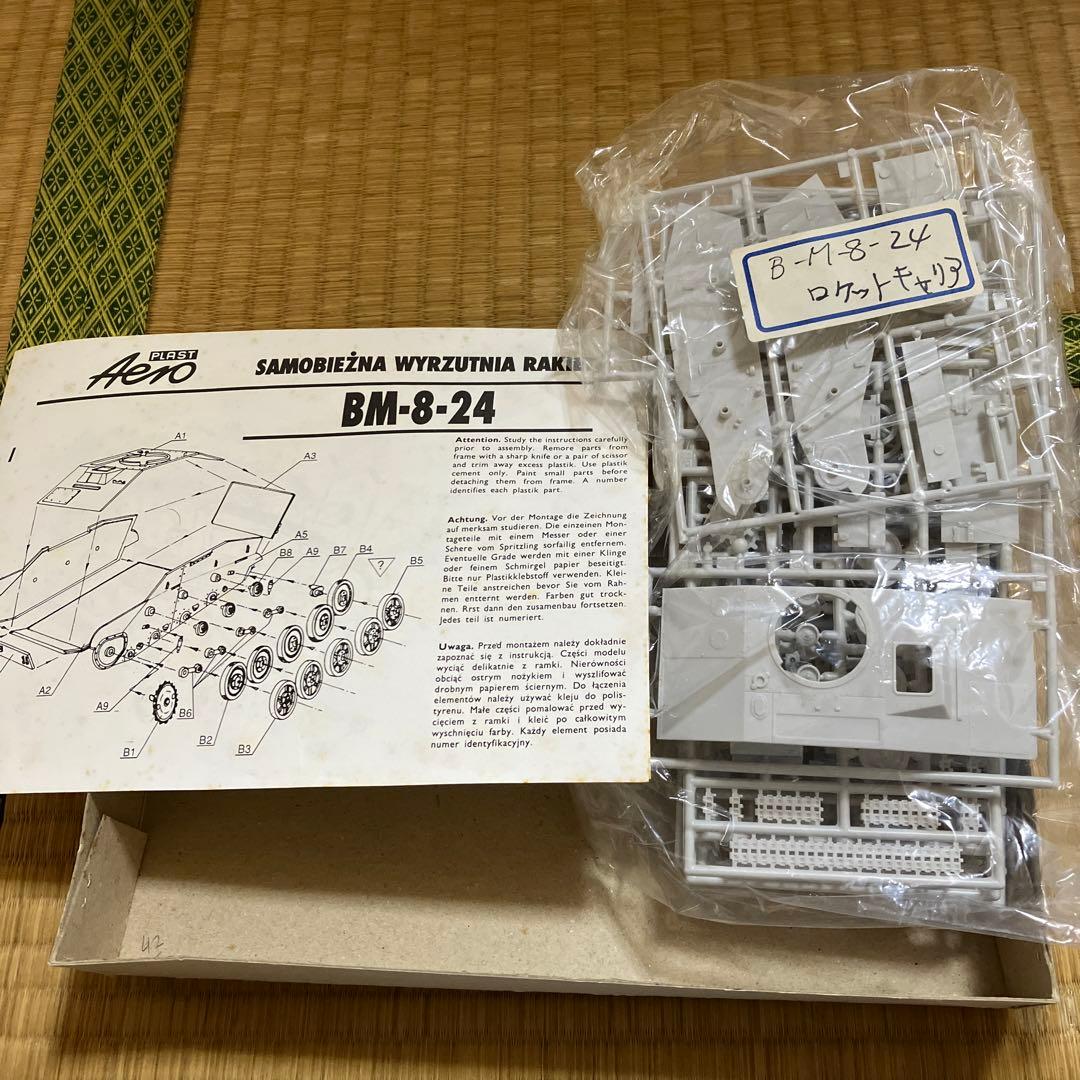 PLAST
Aero
SAMOBIEŻNA WYRZUTNIA RAKIE
BM-8-24
Attention. Study the instructions carefully
prior to assembly. Remore parts from
frame with a sharp knife or a pair of scissor
and trim away excess plastik. Use plastik
cement only. Paint small parts before
detaching them from frame. A number
identifies each plastik part.
Achtung. Vor der Montage die Zeichnung
auf merksam studieren. Die einzeinen Mon-
tageteile mit einem Messer oder einer
Schere vom Spritzling sorfailig entfernem.
Eventuelle Grade werden mit einer Klinge
oder feinem Schmirgel papier beseitigt.
Bitte nur Plastikklebstoff verwenden. Klei-
ne Teile anstreichen bevor Sie vom Rah-
men enternt werden. Farben gut trock-
nen. Rrst dann den zusamenbau fortsetzen.
Jedes teil ist numeriert.
Uwaga. Przed montażem należy dokładnie
zapoznać się z instrukcją. Części modelu
wyciąć delikatnie z ramki. Nierówności
obciąć ostrym nożykiem i wyszlifować
drobnym papierem ściernym. Do łączenia
elementów należy używać kleju do polis-
tyrenu. Małe części pomalować przed wy-
cięciem z ramki i kleić po całkowitym
wyschnięciu farby. Każdy element posiada
numer identyfikacyjny.
A1
A3
A5
B8
A9
B7
B4
?
B5
A2
A9
B6
B1
B2
B3
B-M-8-24
ロケットキャリア
42